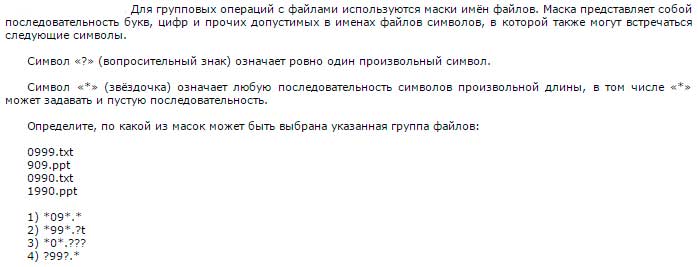 Для групповых операций с файлами используются маски имён файлов. Маска представляет собой
последовательность букв, цифр и прочих допустимых в именах файлов символов, в которой также могут встречаться
следующие символы.
Символ «?» (вопросительный знак) означает ровно один произвольный символ.
Символ «*» (звёздочка) означает любую последовательность символов произвольной длины, в том числе «*»
может задавать и пустую последовательность.
Определите, по какой из масок может быть выбрана указанная группа файлов:
0999.txt
909.ppt
0990.txt
1990.ppt
1) *09*.*
2) *99*.?t
3) *0*.???
4) ?99?.*